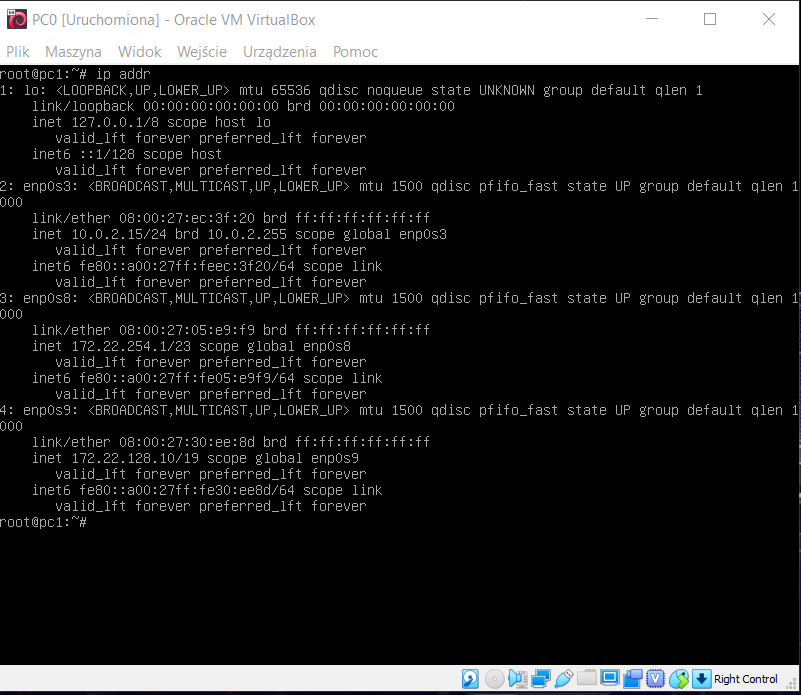 PC0 [Uruchomiona] - Oracle VM VirtualBox
Plik Maszyna Widok Wejście Urządzenia Pomoc
root@pc1:~# ip addr
1: lo: <LOOPBACK,UP,LOWER_UP> mtu 65536 qdisc noqueue state UNKNOWN group default qlen 1
link/loopback 00:00:00:00:00:00 brd 00:00:00:00:00:00
inet 127.0.0.1/8 scope host lo
valid_lft forever preferred_lft forever
inet6 ::1/128 scope host
valid_lft forever preferred_lft forever
2: enp0s3: <BROADCAST,MULTICAST,UP,LOWER_UP> mtu 1500 qdisc pfifo_fast state UP group default qlen 1
000
link/ether 08:00:27:ec:3f:20 brd ff:ff:ff:ff:ff:ff
inet 10.0.2.15/24 brd 10.0.2.255 scope global enp0s3
valid_lft forever preferred_lft forever
inet6 fe80::a00:27ff:feec:3f20/64 scope link
valid_lft forever preferred_lft forever
3: enp0s8: <BROADCAST,MULTICAST,UP,LOWER_UP> mtu 1500 qdisc pfifo_fast state UP group default qlen 1
000
link/ether 08:00:27:05:e9:f9 brd ff:ff:ff:ff:ff:ff
inet 172.22.254.1/23 scope global enp0s8
valid_lft forever preferred_lft forever
inet6 fe80::a00:27ff:fe05:e9f9/64 scope link
valid_lft forever preferred_lft forever
4: enp0s9: <BROADCAST,MULTICAST,UP,LOWER_UP> mtu 1500 qdisc pfifo_fast state UP group default qlen 1
000
link/ether 08:00:27:30:ee:8d brd ff:ff:ff:ff:ff:ff
inet 172.22.128.10/19 scope global enp0s9
valid_lft forever preferred_lft forever
inet6 fe80::a00:27ff:fe30:ee8d/64 scope link
valid_lft forever preferred_lft forever
root@pc1:~#
Right Control